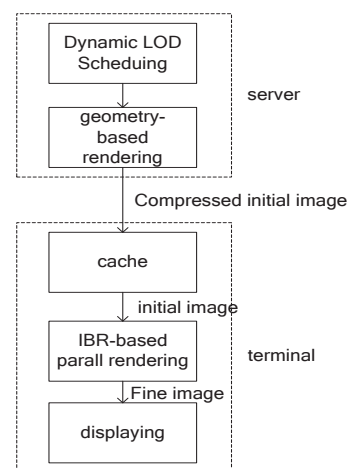 Dynamic LOD
Scheduing
server
geometry-
based
rendering
Compressed initial image
cache
initial image
IBR-based
parall rendering
terminal
Fine image
displaying